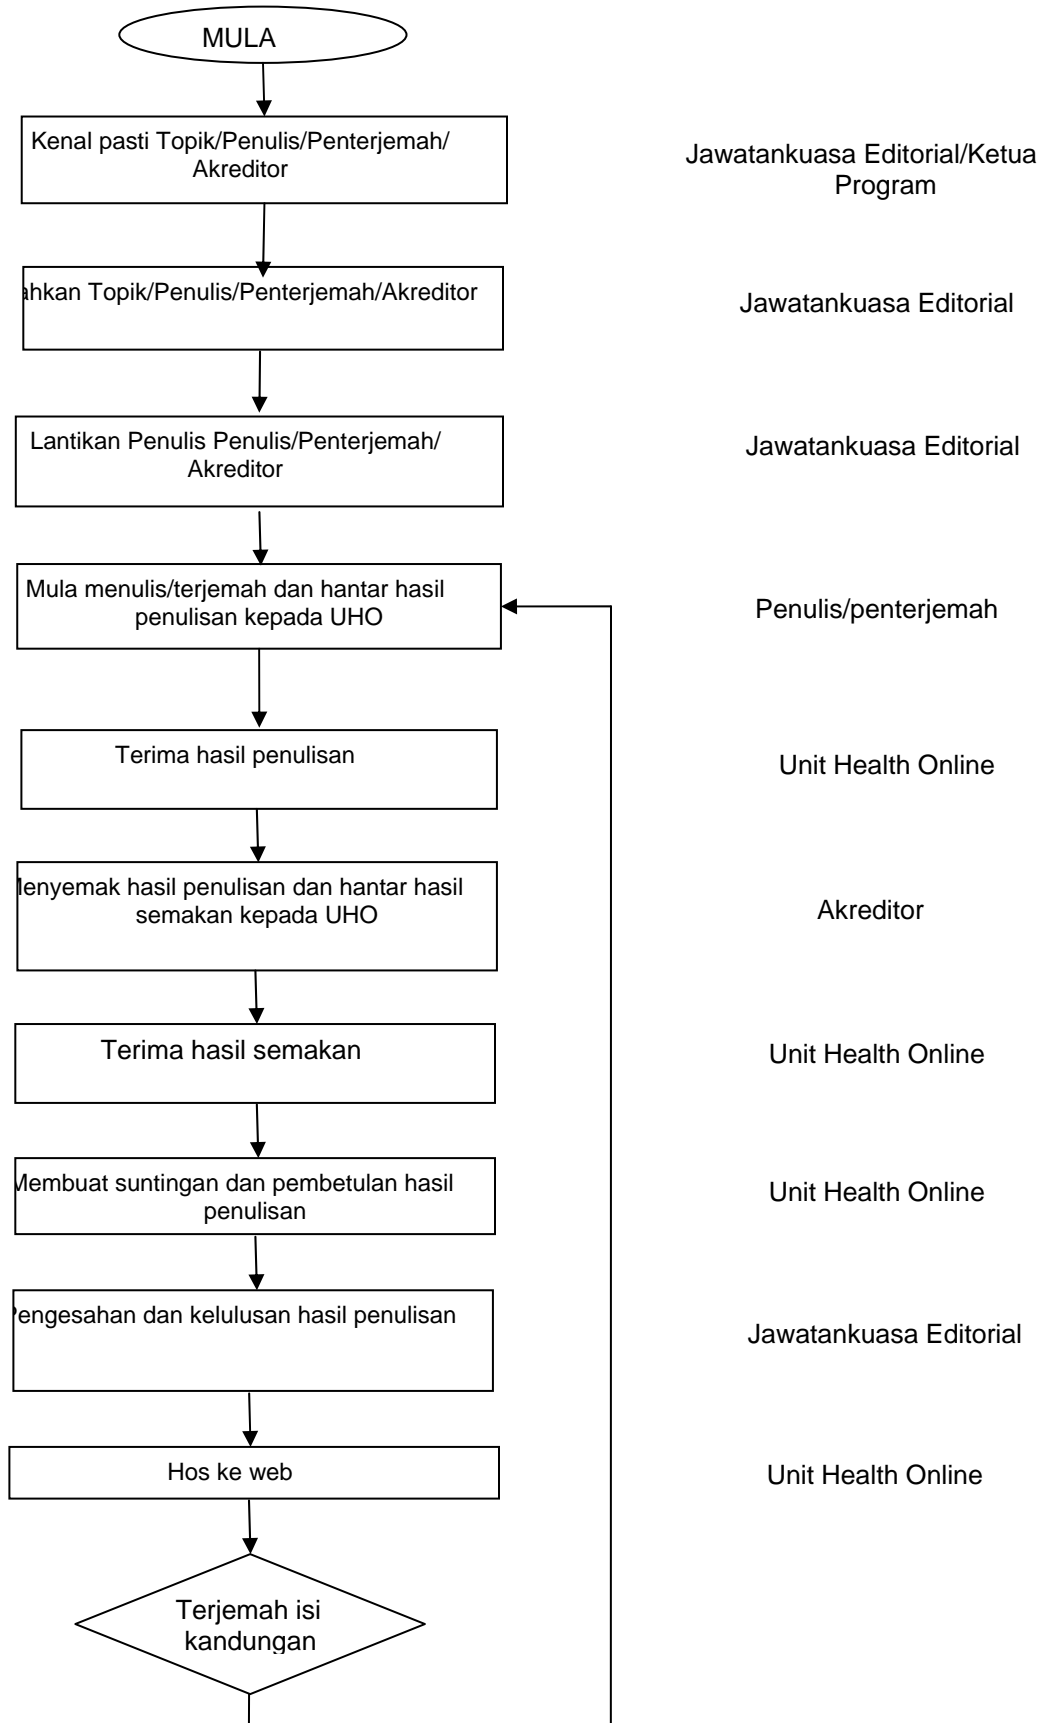 MULA
Kenal pasti Topik/Penulis/Penterjemah/
Akreditor
Jawatankuasa Editorial/Ketua
Program
ahkan Topik/Penulis/Penterjemah/Akreditor
Jawatankuasa Editorial
Lantikan Penulis Penulis/Penterjemah/
Akreditor
Jawatankuasa Editorial
Mula menulis/terjemah dan hantar hasil
penulisan kepada UHO
Penulis/penterjemah
Terima hasil penulisan
Unit Health Online
Menyemak hasil penulisan dan hantar hasil
semakan kepada UHO
Akreditor
Terima hasil semakan
Unit Health Online
Membuat suntingan dan pembetulan hasil
penulisan
Unit Health Online
Pengesahan dan kelulusan hasil penulisan
Jawatankuasa Editorial
Hos ke web
Unit Health Online
Terjemah isi
kandungan